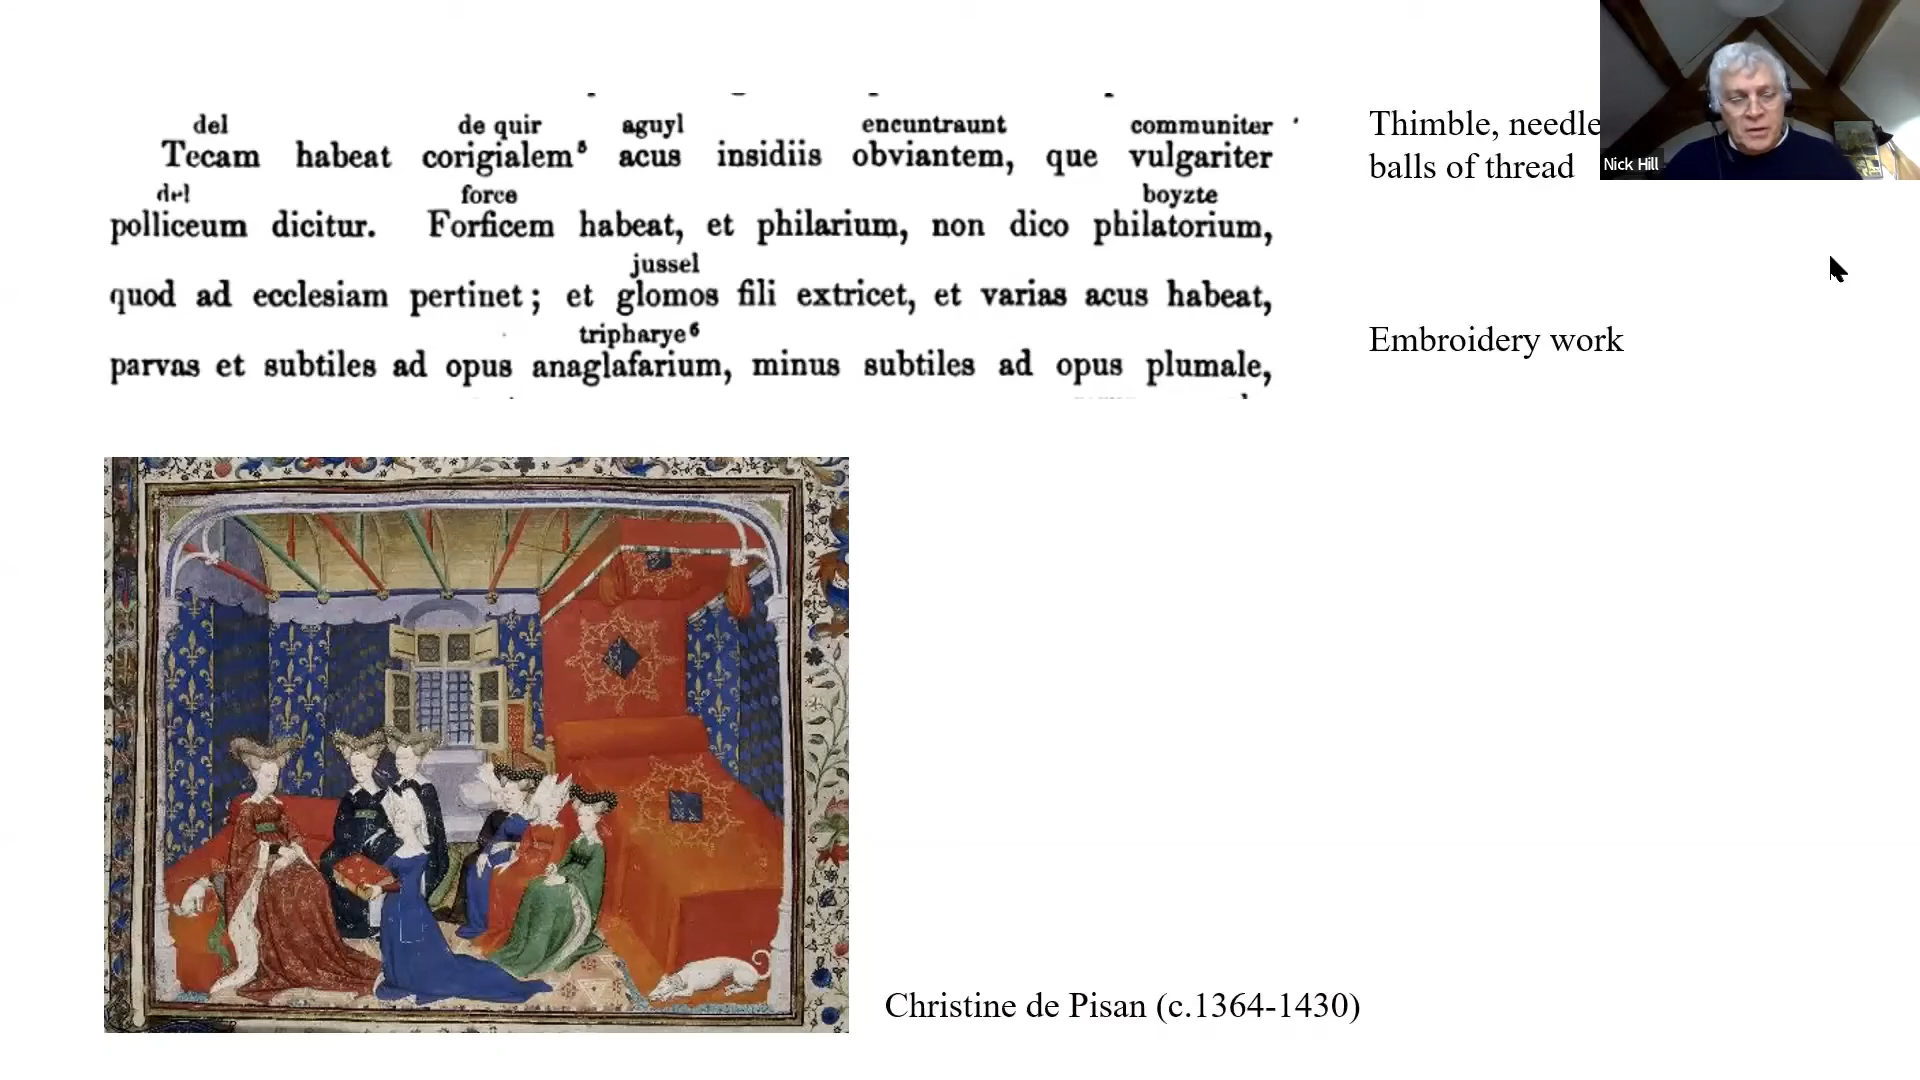 del de quir aguyl encuntraunt communiter
Tecam habeat corigialem⁵ acus insidiis obviantem, que vulgariter
del force boyzte
polliceum dicitur. Forficem habeat, et philarium, non dico philatorium,
jussel
quod ad ecclesiam pertinet; et glomos fili extricet, et varias acus habeat,
tripharye⁶
parvas et subtiles ad opus anaglafarium, minus subtiles ad opus plumale,
Thimble, needle
balls of thread
Nick Hill
Embroidery work
Christine de Pisan (c.1364-1430)